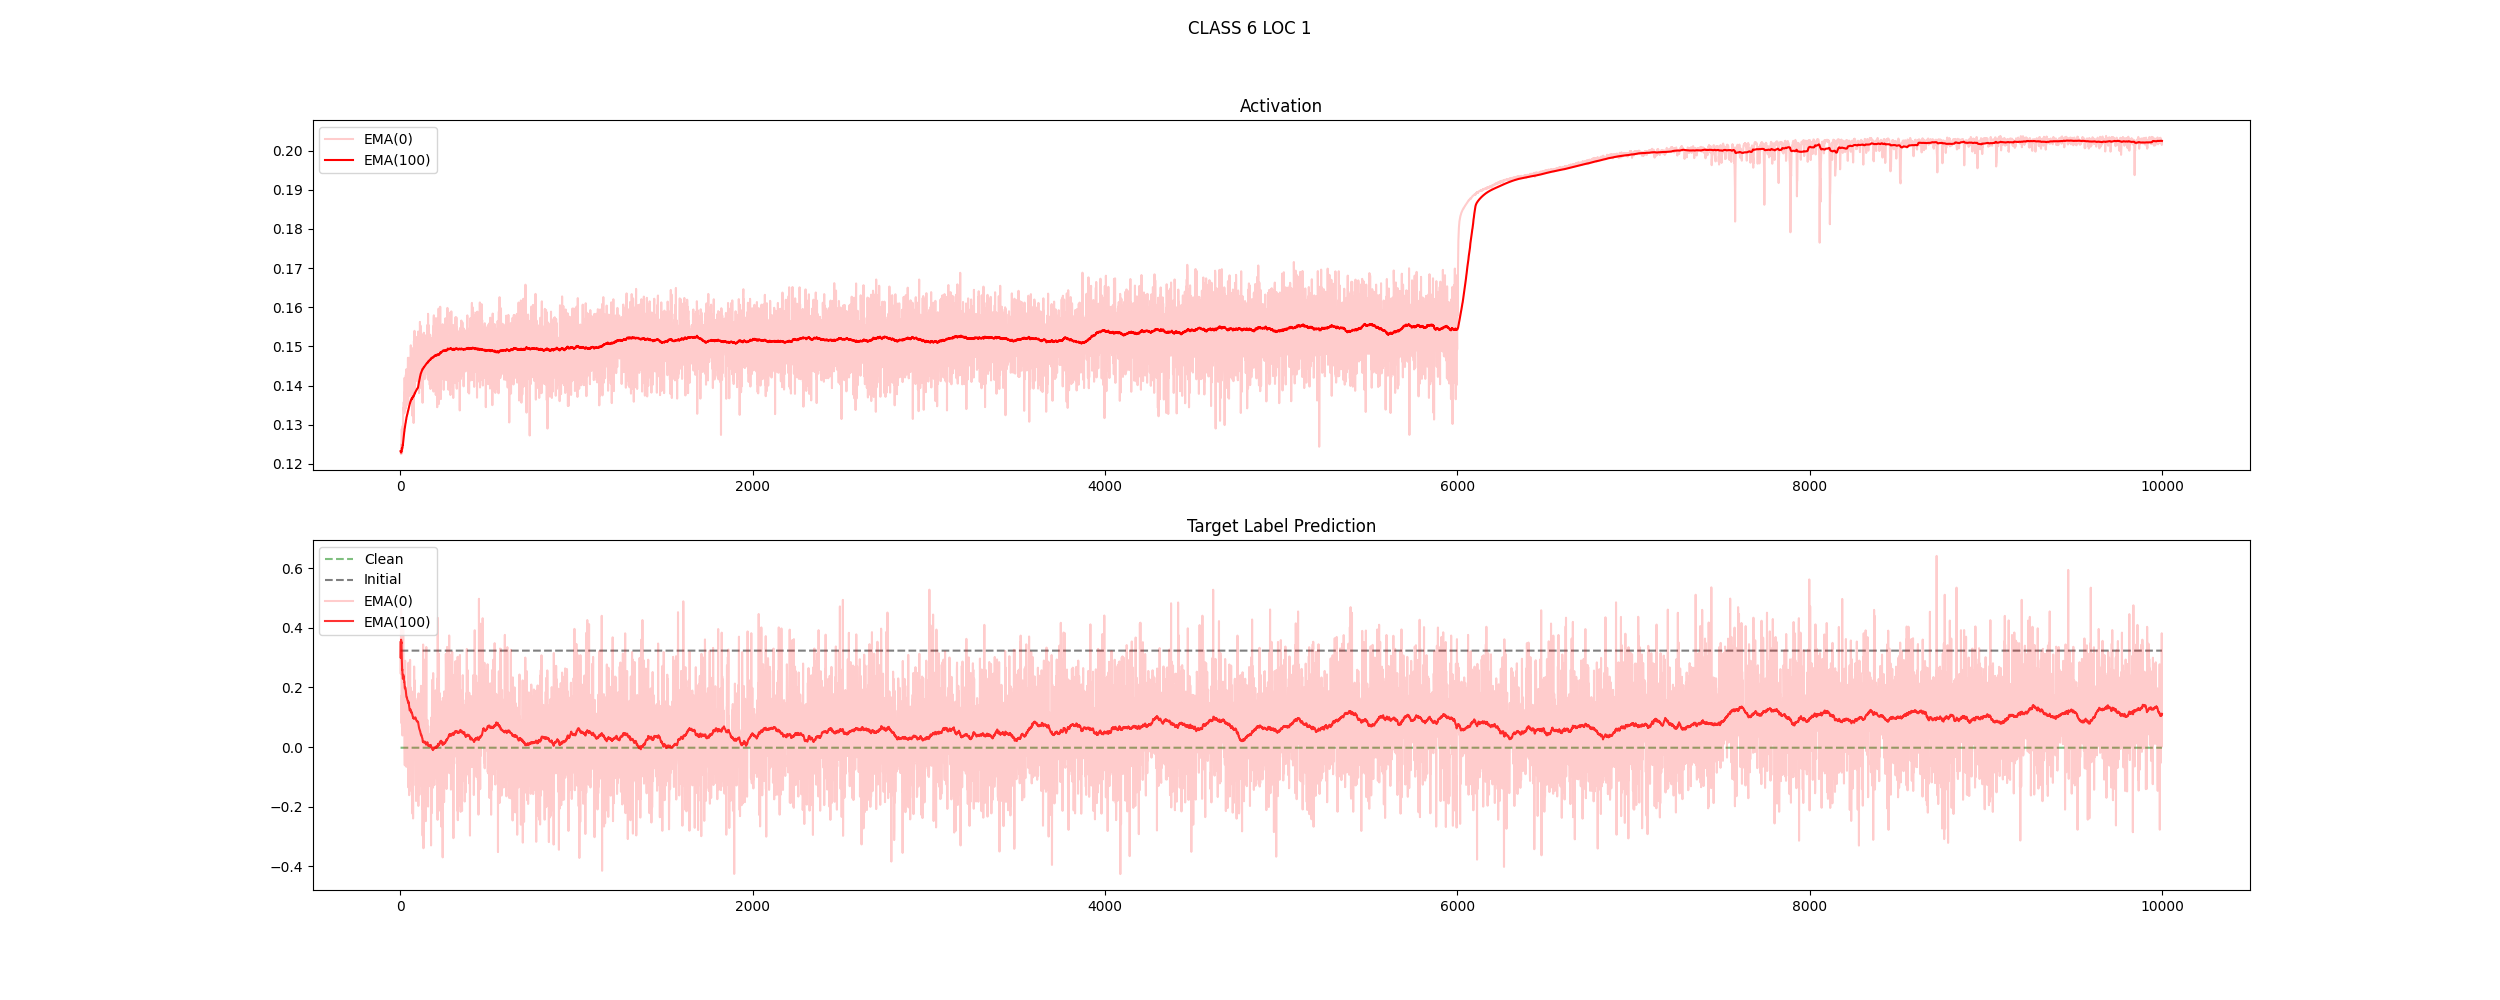 CLASS 6 LOC 1
Activation
EMA(0)
EMA(100)
0.20
0.19
0.18
0.17
0.16
0.15
0.14
0.13
0.12
0 2000 4000 6000 8000 10000
Target Label Prediction
Clean
Initial
EMA(0)
EMA(100)
0.6
0.4
0.2
0.0
−0.2
−0.4
0 2000 4000 6000 8000 10000